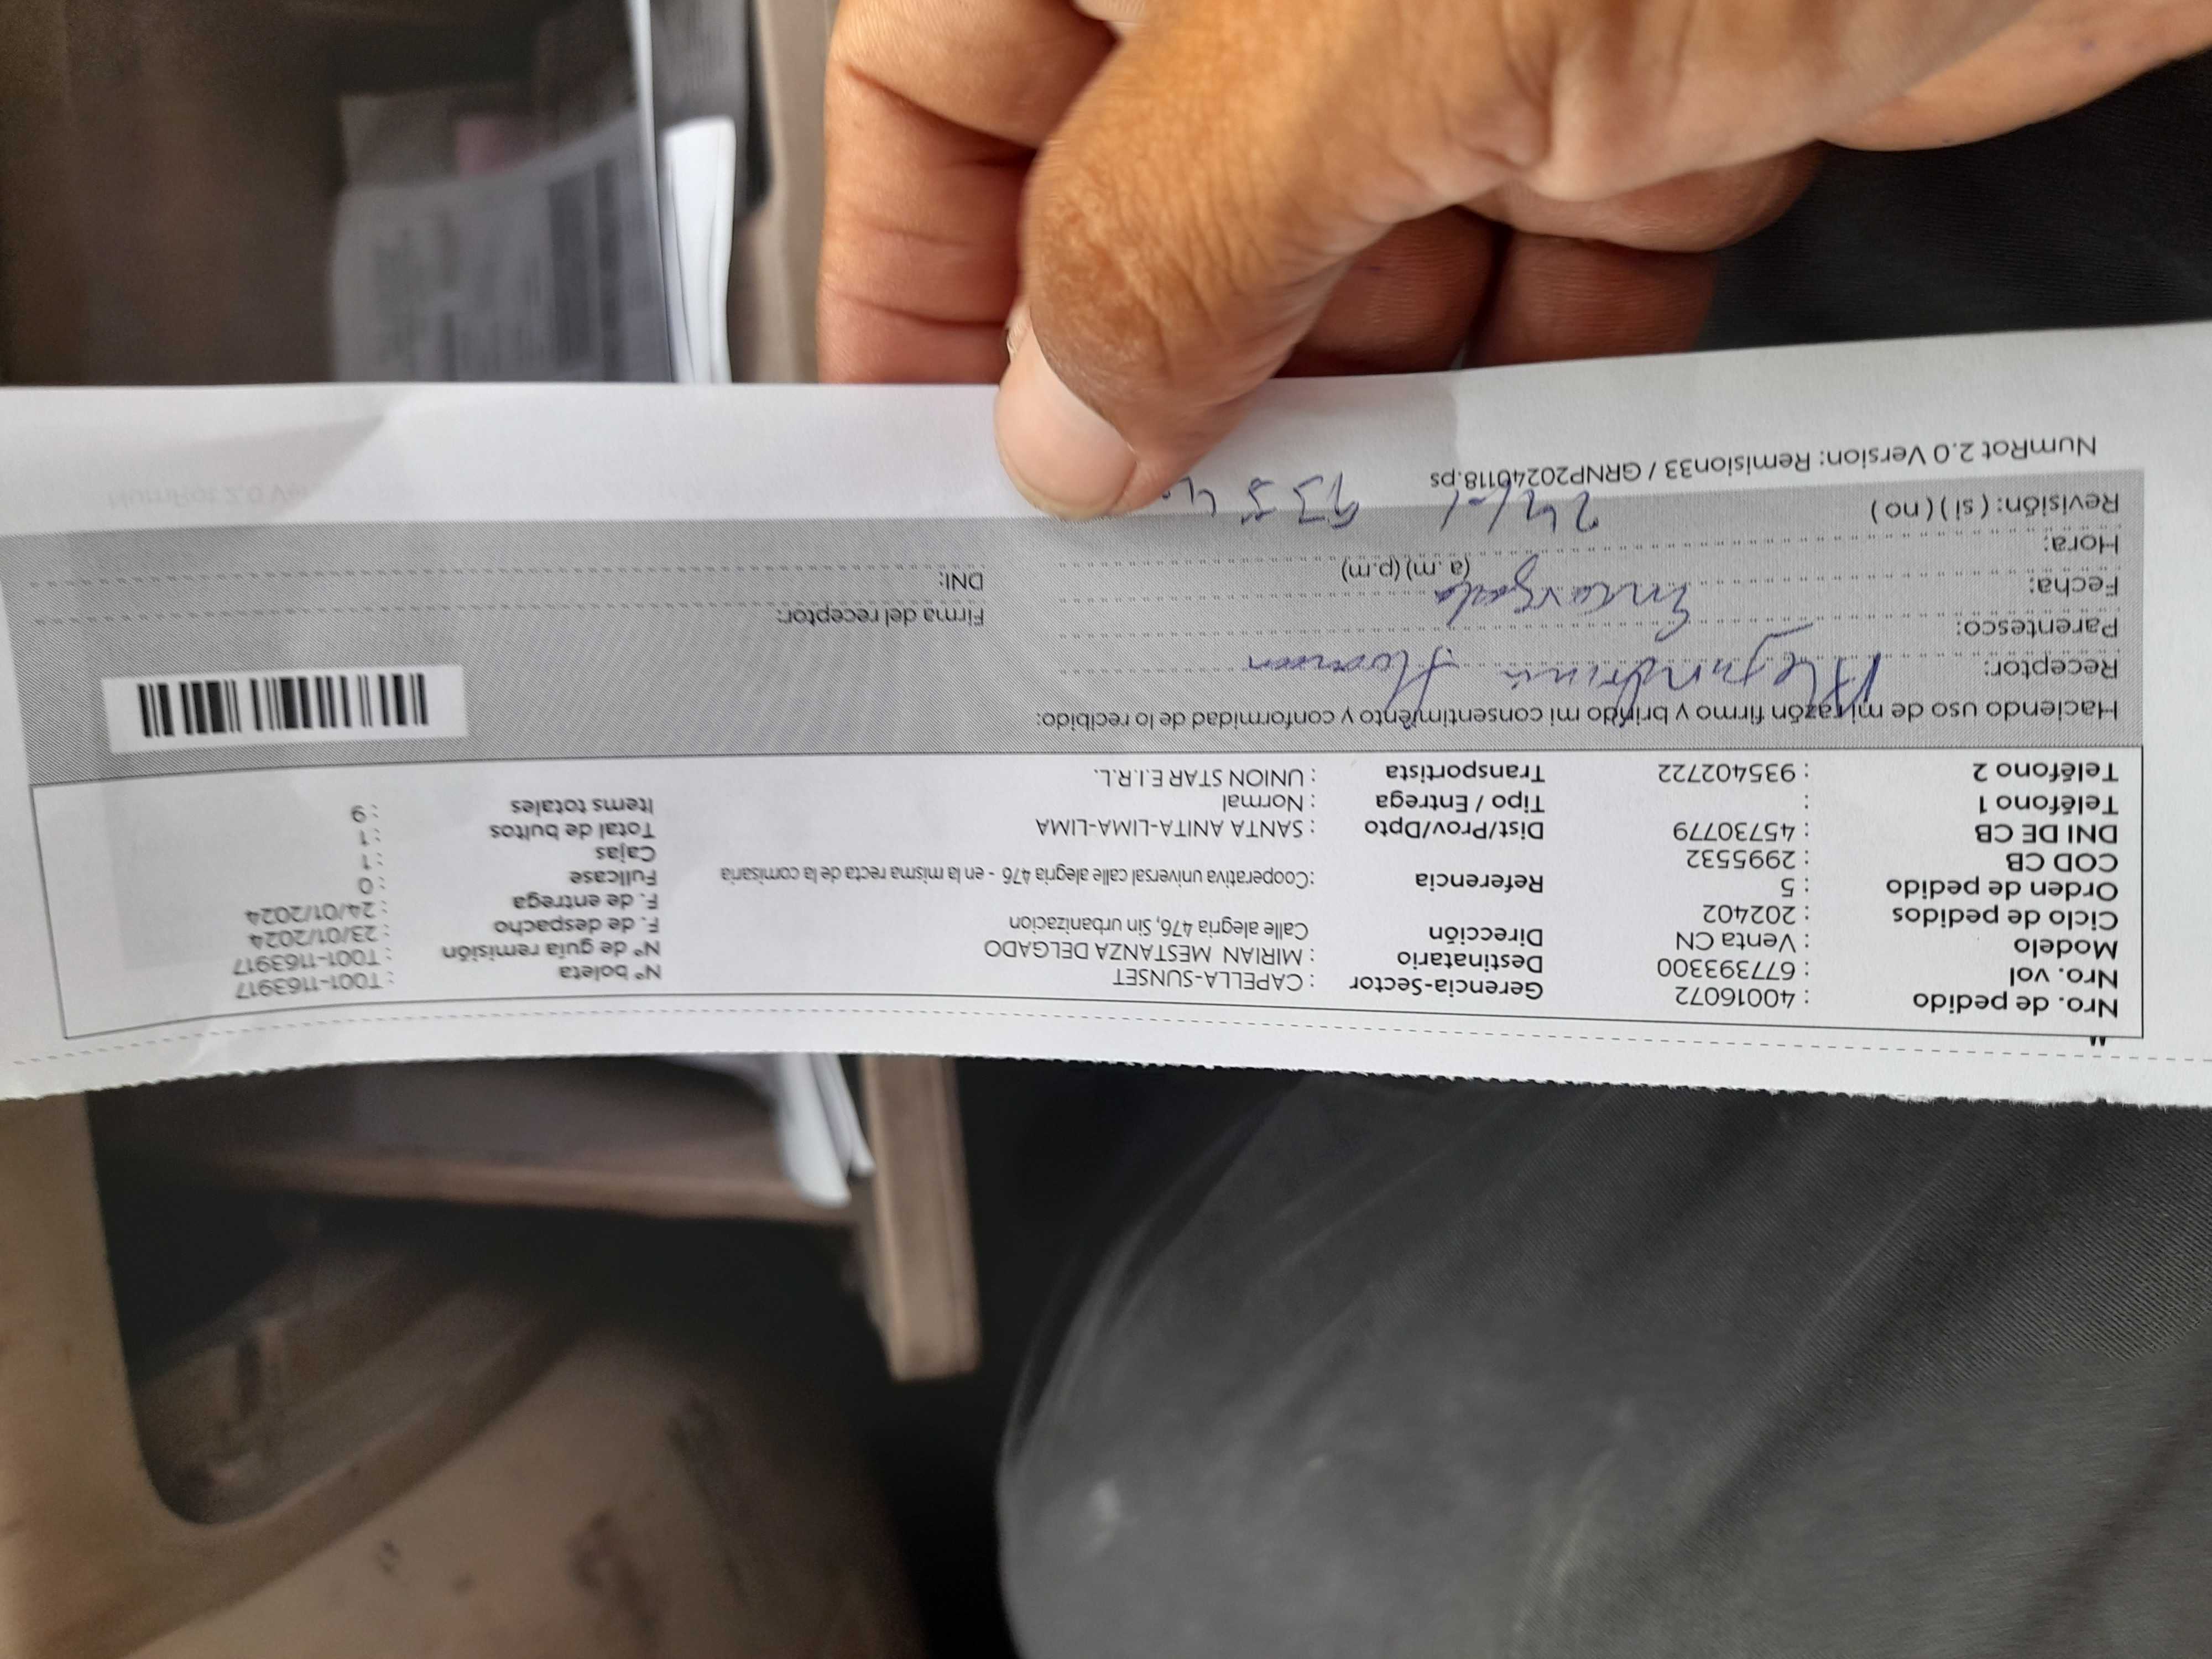 Nro. de pedido : 40016072 Gerencia-Sector : CAPELLA-SUNSET Nº boleta : T001-1163917
Nro. vol : 677393300 Destinatario : MIRIAN MESTANZA DELGADO Nº de guía remisión : T001-1163917
Modelo : Venta CN Dirección Calle alegria 476, Sin urbanizacion F. de despacho : 23/01/2024
Ciclo de pedidos : 202402 F. de entrega : 24/01/2024
Orden de pedido : 5 Referencia :Cooperativa universal calle alegria 476 - en la misma recta de la comisaria Fullcase : 0
COD CB : 2995532 Cajas : 1
DNI DE CB : 45730779 Dist/Prov/Dpto : SANTA ANITA-LIMA-LIMA Total de bultos : 1
Teléfono 1 : Tipo / Entrega : Normal Items totales : 9
Teléfono 2 : 935402722 Transportista : UNION STAR E.I.R.L.
Haciendo uso de mi razón firmo y brindo mi consentimiento y conformidad de lo recibido:
Receptor: Alejandrina
Parentesco: Encargada Firma del receptor:
Fecha: (a.m) (p.m) DNI:
Hora: 24/01
Revisión: ( si ) ( no )
NumRot 2.0 Version: Remision33 / GRNP20240118.ps